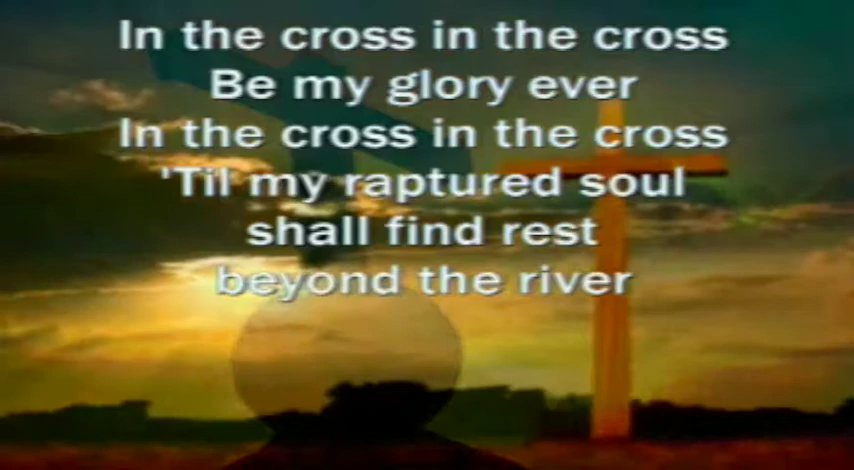 In the cross in the cross
Be my glory ever
In the cross in the cross
'Til my raptured soul
shall find rest
beyond the river